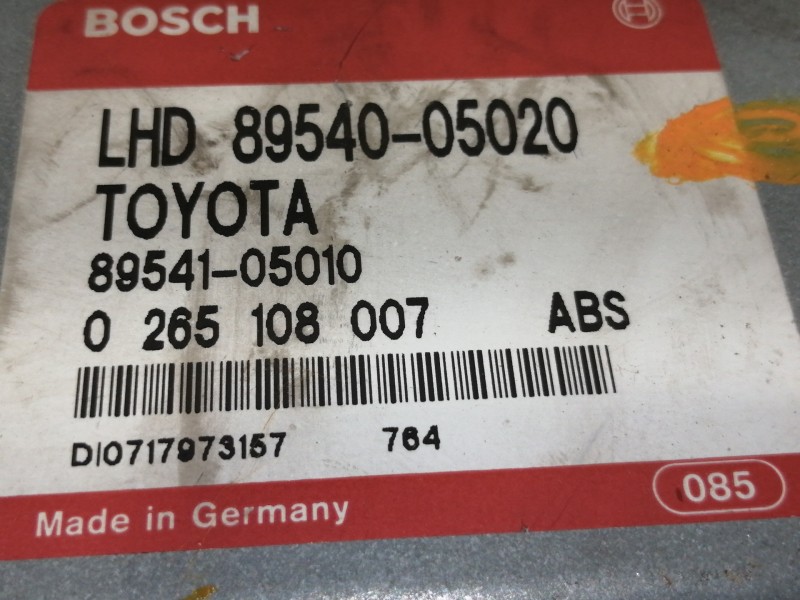 BOSCH
LHD 89540-05020
TOYOTA
89541-05010
0 265 108 007 ABS
DI0717973157 764
Made in Germany 085